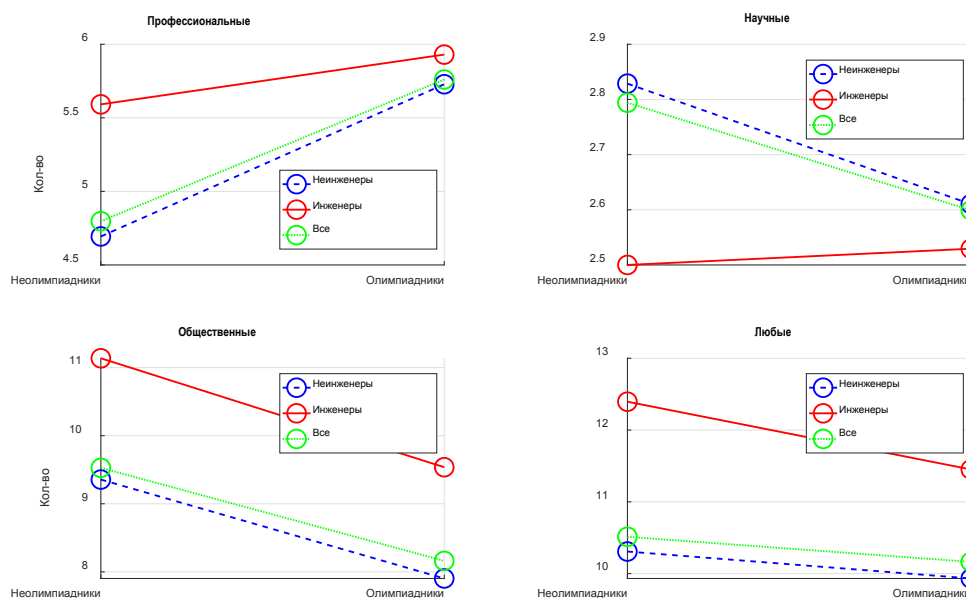 Профессиональные
6
5.5
5
4.5
Кол-во
Неинженеры
Инженеры
Все
Неолимпиадники
Олимпиадники
Научные
2.9
2.8
2.7
2.6
2.5
Неинженеры
Инженеры
Все
Неолимпиадники
Олимпиадники
Общественные
11
10
9
8
Кол-во
Неинженеры
Инженеры
Все
Неолимпиадники
Олимпиадники
Любые
13
12
11
10
Неинженеры
Инженеры
Все
Неолимпиадники
Олимпиадники